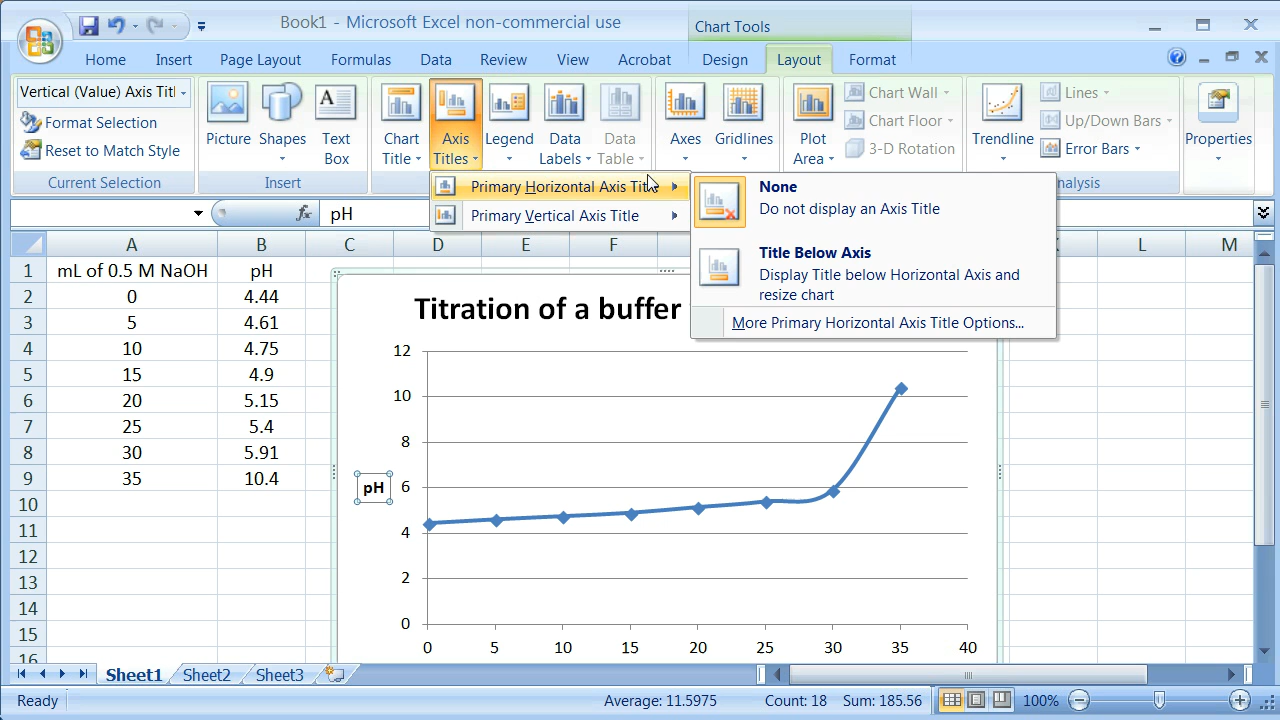 Book1 - Microsoft Excel non-commercial use
Chart Tools
Home Insert Page Layout Formulas Data Review View Acrobat Design Layout Format
Vertical (Value) Axis Titl
Format Selection
Reset to Match Style
Current Selection
Picture
Shapes
Text
Box
Insert
Chart
Title
Axis
Titles
Legend
Data
Labels
Data
Table
Axes
Gridlines
Plot
Area
Chart Wall
Chart Floor
3-D Rotation
Trendline
Lines
Up/Down Bars
Error Bars
Properties
nalysis
Primary Horizontal Axis Titl
Primary Vertical Axis Title
None
Do not display an Axis Title
Title Below Axis
Display Title below Horizontal Axis and
resize chart
More Primary Horizontal Axis Title Options...
fx pH
A B C D E F L M
1 mL of 0.5 M NaOH pH
2 0 4.44
3 5 4.61
4 10 4.75
5 15 4.9
6 20 5.15
7 25 5.4
8 30 5.91
9 35 10.4
10
11
12
13
14
15
16
Titration of a buffer
12
10
8
6
4
2
0
pH
0 5 10 15 20 25 30 35 40
Sheet1 Sheet2 Sheet3
Ready Average: 11.5975 Count: 18 Sum: 185.56 100%